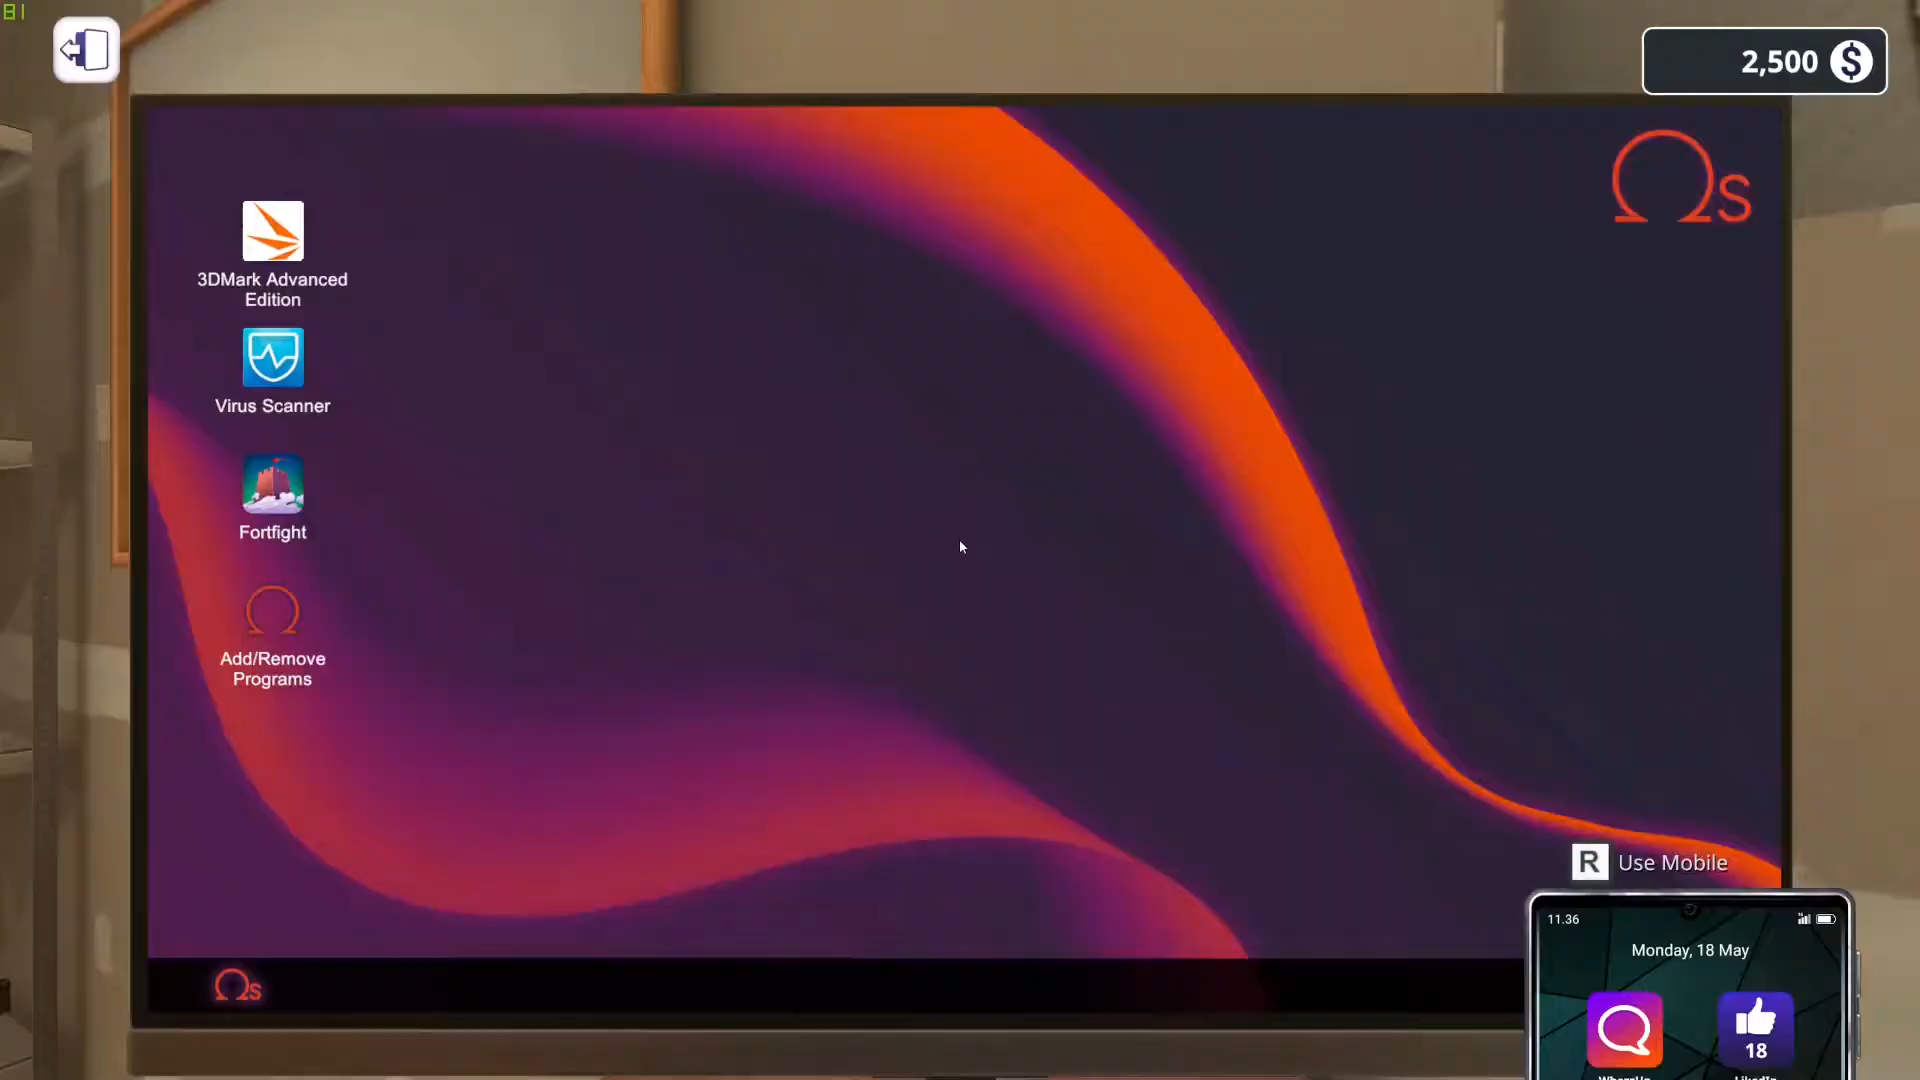 81
2,500 $
Ωs
3DMark Advanced
Edition
Virus Scanner
Fortfight
Add/Remove
Programs
R Use Mobile
11.36
Monday, 18 May
18
Ωs